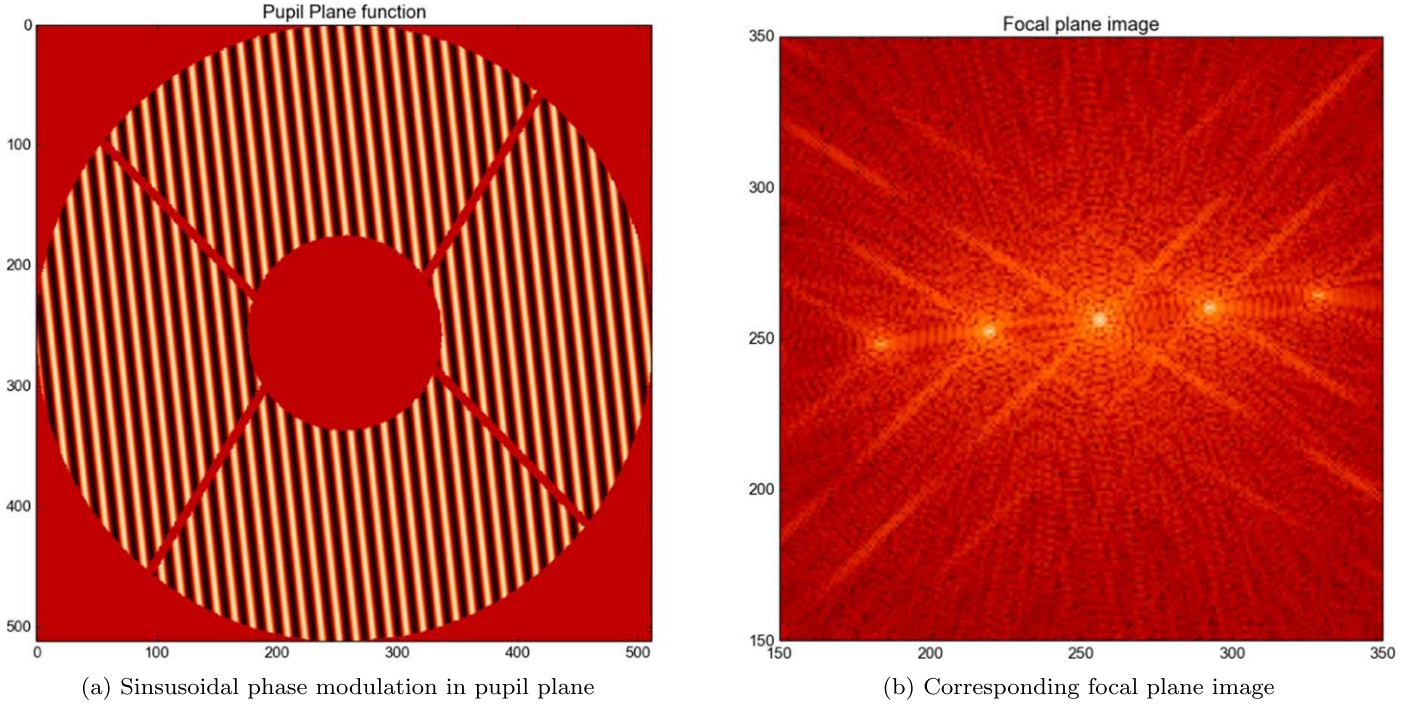 Pupil Plane function
0
100
200
300
400
500
0 100 200 300 400 500
(a) Sinsusoidal phase modulation in pupil plane
Focal plane image
350
300
250
200
150
150 200 250 300 350
(b) Corresponding focal plane image